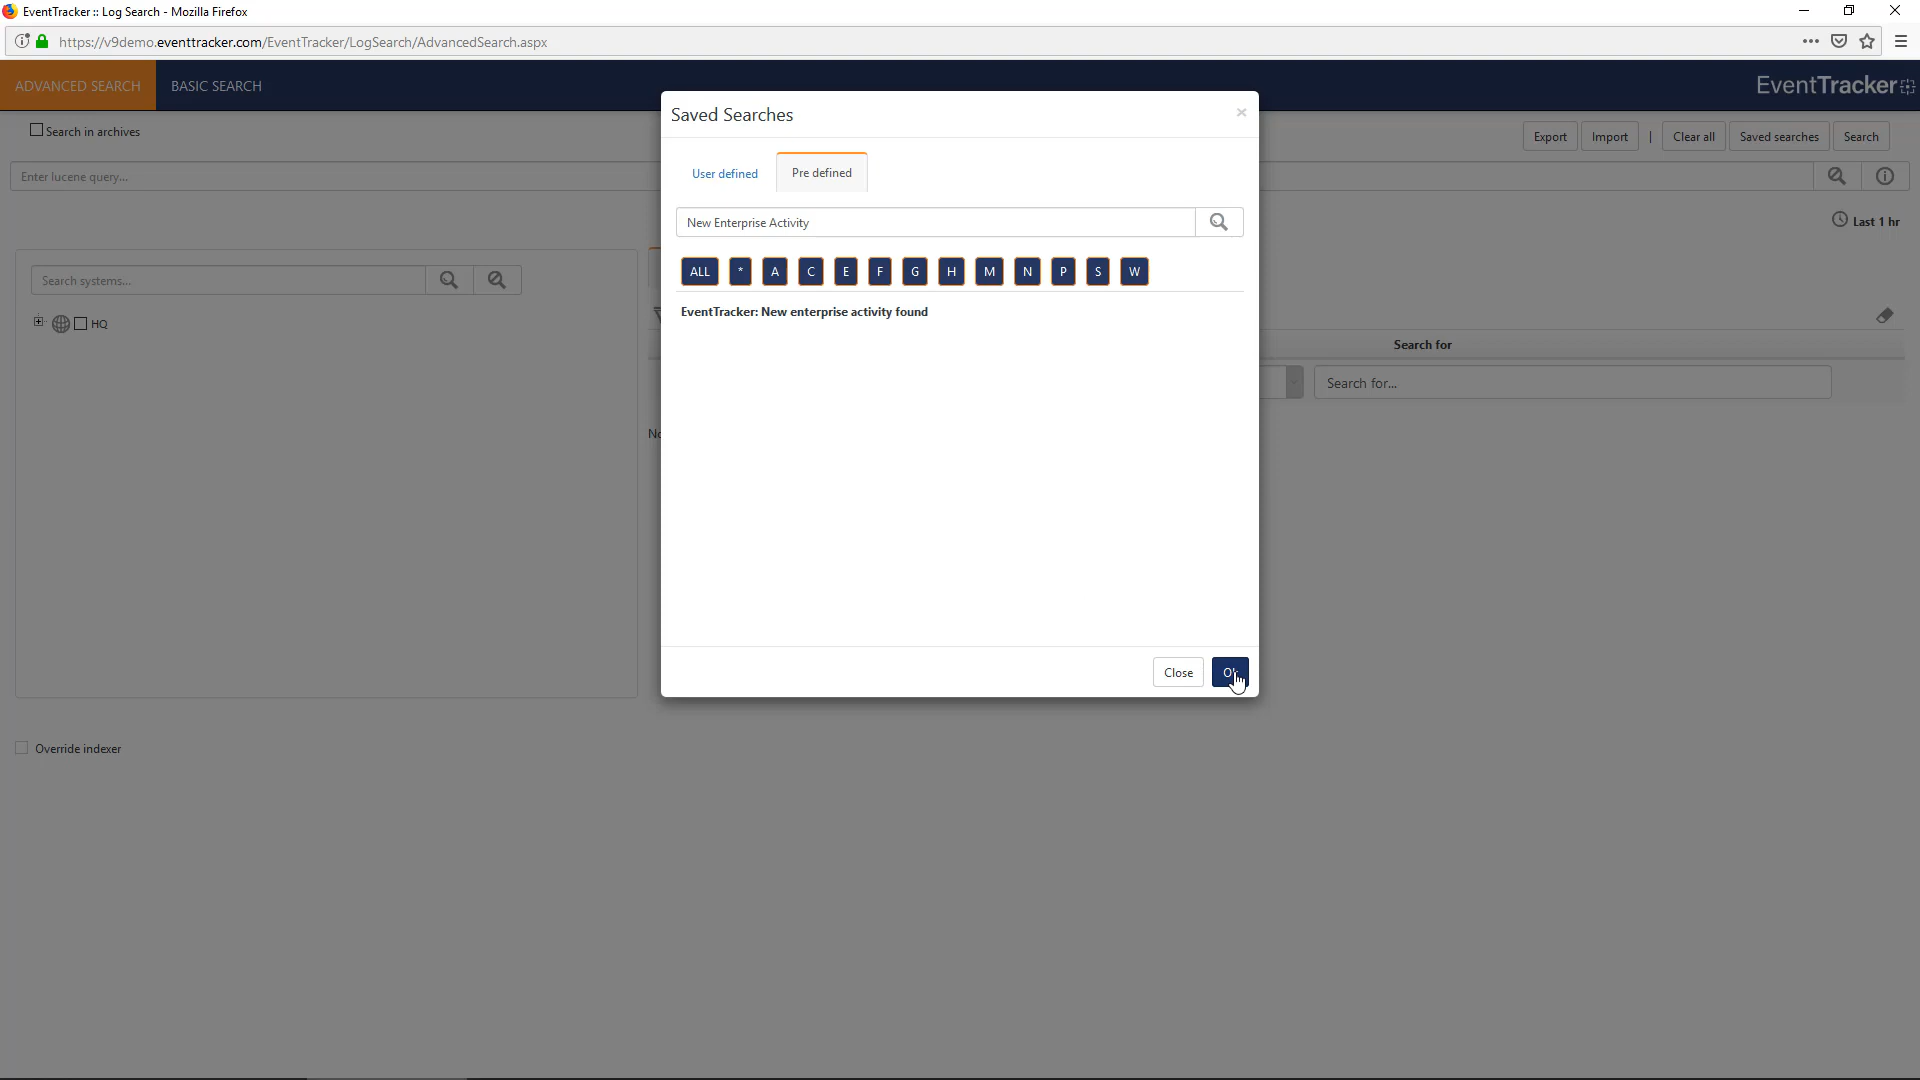 EventTracker :: Log Search - Mozilla Firefox
https://v9demo.eventtracker.com/EventTracker/LogSearch/AdvancedSearch.aspx
ADVANCED SEARCH
BASIC SEARCH
EventTracker
Saved Searches
Search in archives
Export
Import
|
Clear all
Saved searches
Search
Enter lucene query...
User defined
Pre defined
Last 1 hr
New Enterprise Activity
ALL * A C E F G H M N P S W
Search systems...
HQ
EventTracker: New enterprise activity found
Search for
Search for...
Close
Override indexer